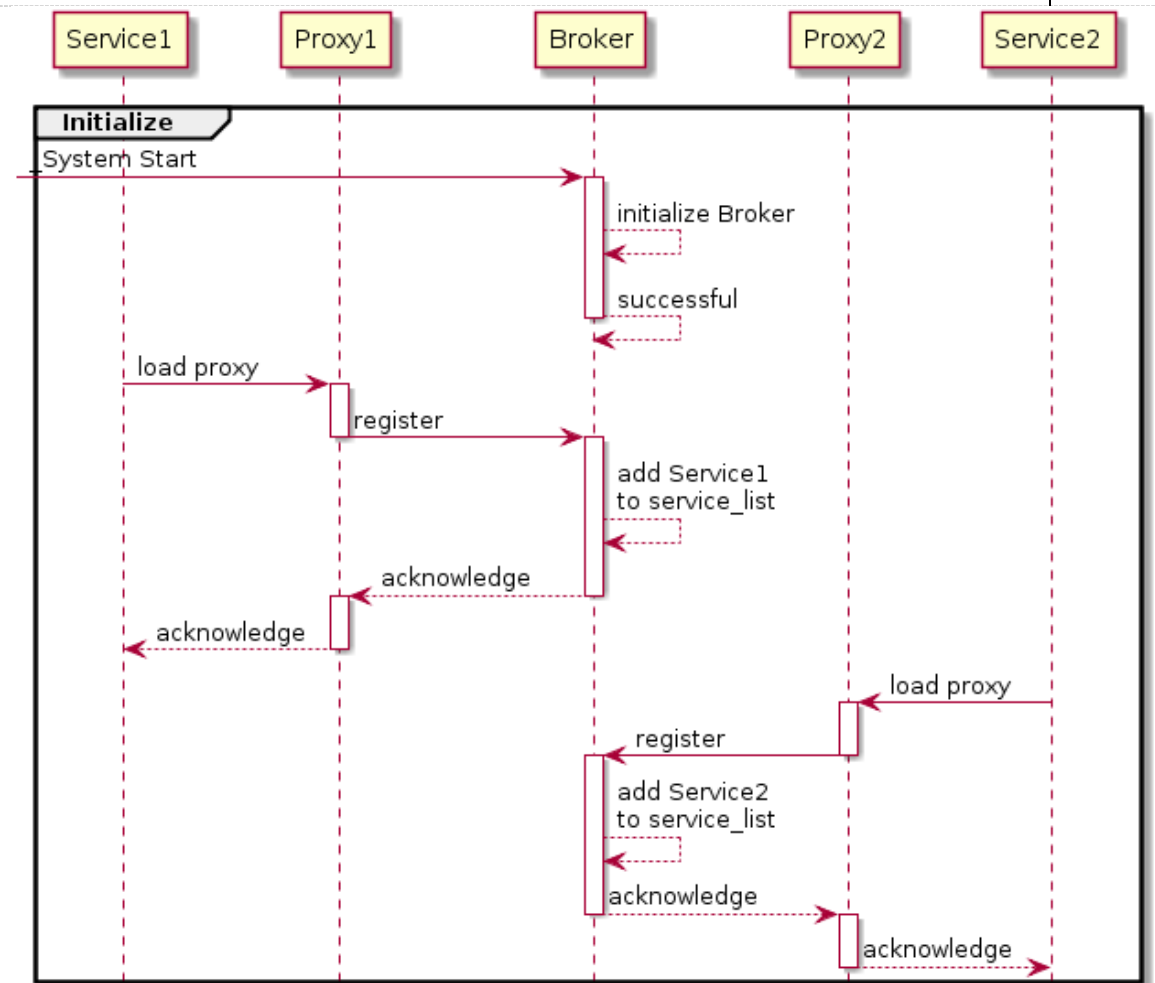 Service1 Proxy1 Broker Proxy2 Service2
Initialize
_System Start
initialize Broker
successful
load proxy
register
add Service1
to service_list
acknowledge
acknowledge
load proxy
register
add Service2
to service_list
acknowledge
acknowledge